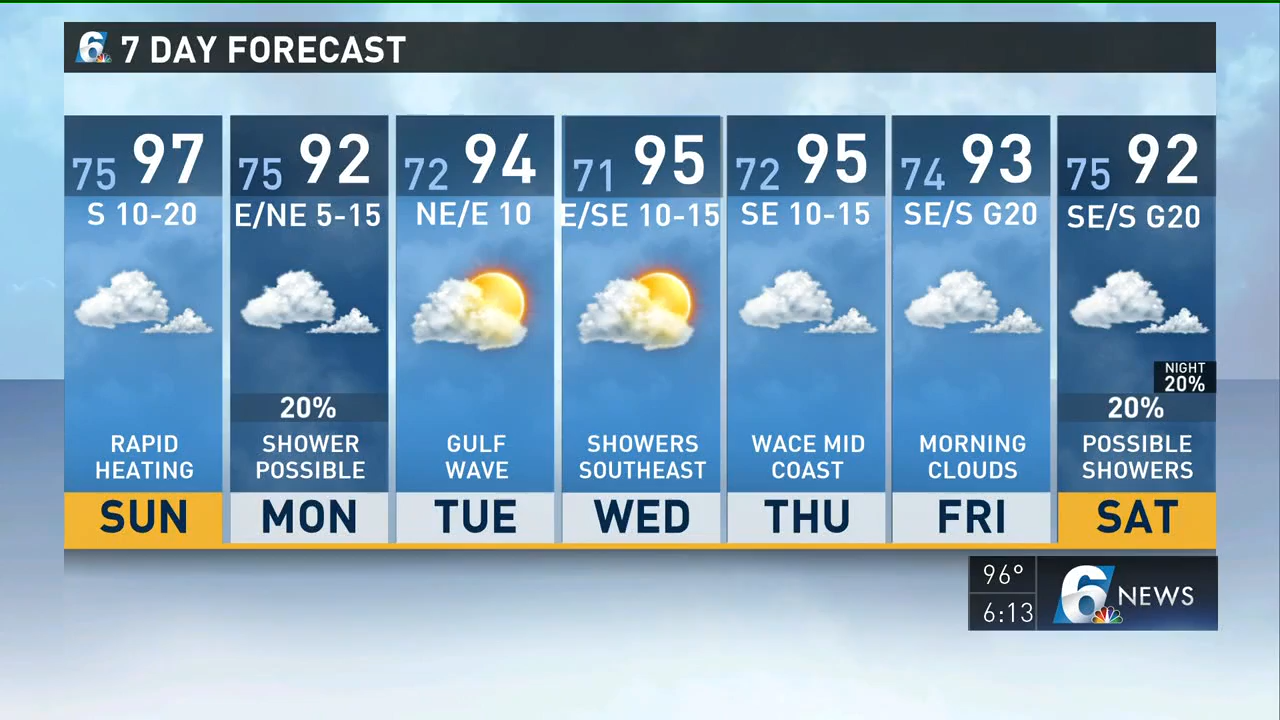 6 7 DAY FORECAST
75 97
S 10-20
RAPID
HEATING
SUN
75 92
E/NE 5-15
20%
SHOWER
POSSIBLE
MON
72 94
NE/E 10
GULF
WAVE
TUE
71 95
E/SE 10-15
SHOWERS
SOUTHEAST
WED
72 95
SE 10-15
WACE MID
COAST
THU
74 93
SE/S G20
MORNING
CLOUDS
FRI
75 92
SE/S G20
NIGHT
20%
20%
POSSIBLE
SHOWERS
SAT
96°
6:13
6 NEWS